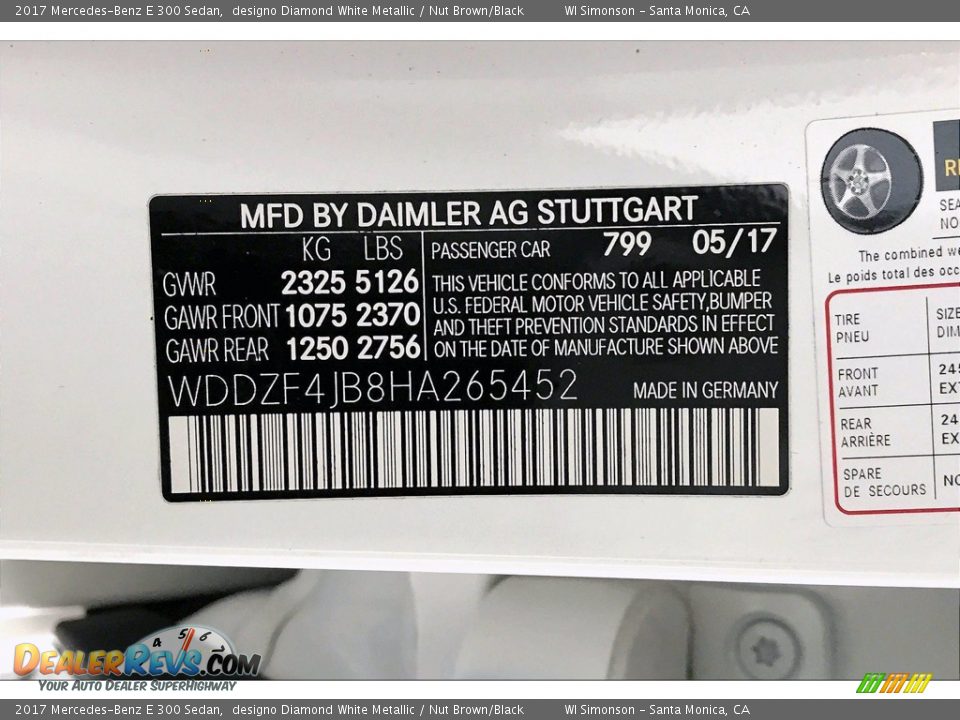 2017 Mercedes-Benz E 300 Sedan, designo Diamond White Metallic / Nut Brown/Black WI Simonson - Santa Monica, CA
MFD BY DAIMLER AG STUTTGART
KG LBS
GVWR 2325 5126
GAWR FRONT 1075 2370
GAWR REAR 1250 2756
PASSENGER CAR 799 05/17
THIS VEHICLE CONFORMS TO ALL APPLICABLE
U.S. FEDERAL MOTOR VEHICLE SAFETY,BUMPER
AND THEFT PREVENTION STANDARDS IN EFFECT
ON THE DATE OF MANUFACTURE SHOWN ABOVE
WDDZF4JB8HA265452 MADE IN GERMANY
The combined
Le poids total des
TIRE
PNEU
SIZE
FRONT
AVANT
REAR
ARRIÈRE
SPARE
DE SECOURS
4 5 6
DEALERREVS.COM
YOUR AUTO DEALER SUPERHIGHWAY
2017 Mercedes-Benz E 300 Sedan, designo Diamond White Metallic / Nut Brown/Black WI Simonson - Santa Monica, CA